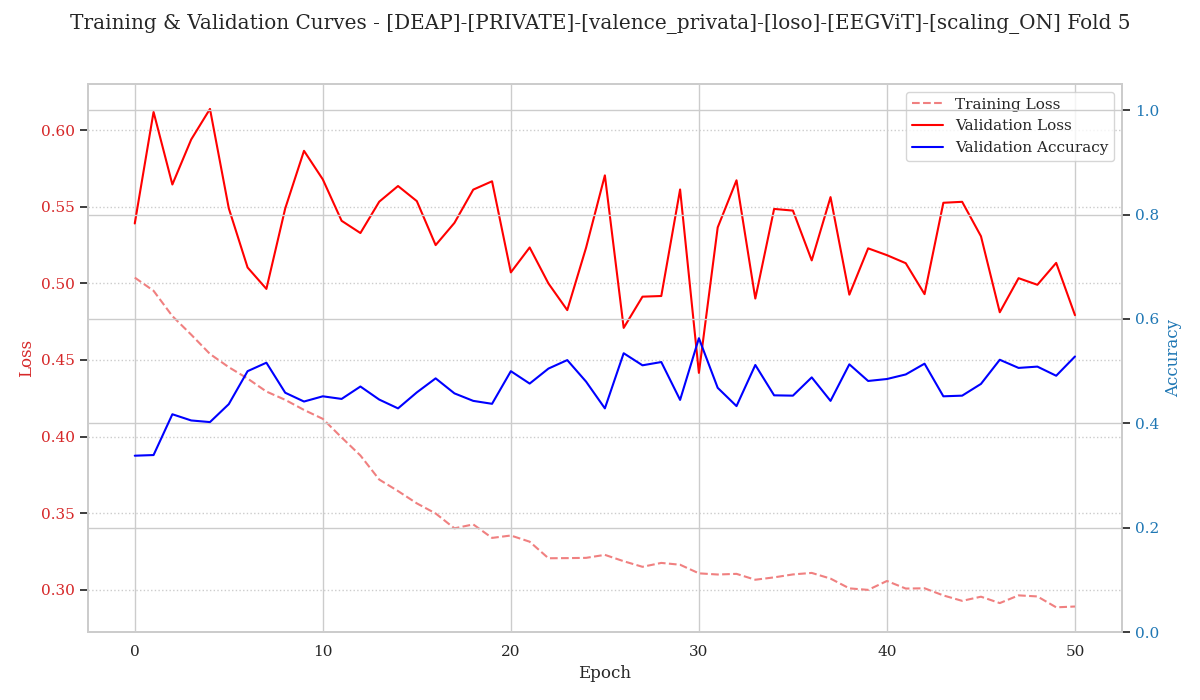 Training & Validation Curves - [DEAP]-[PRIVATE]-[valence_privata]-[loso]-[EEGViT]-[scaling_ON] Fold 5
Training Loss
Validation Loss
Validation Accuracy
0.60
0.55
0.50
0.45
0.40
0.35
0.30
Loss
1.0
0.8
0.6
0.4
0.2
0.0
Accuracy
0 10 20 30 40 50
Epoch